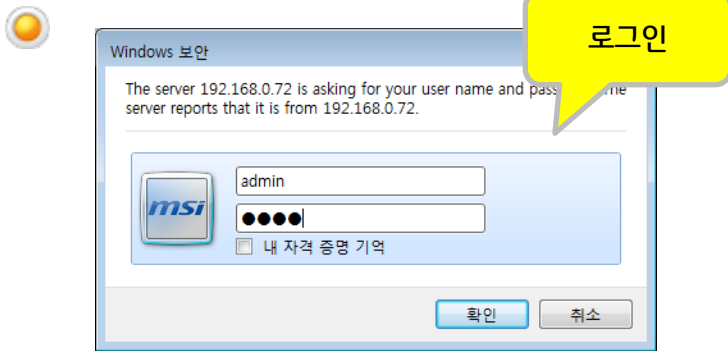 로그인
Windows 보안
The server 192.168.0.72 is asking for your user name and pas
server reports that it is from 192.168.0.72.
admin
msi
●●●●
내 자격 증명 기억
확인
취소